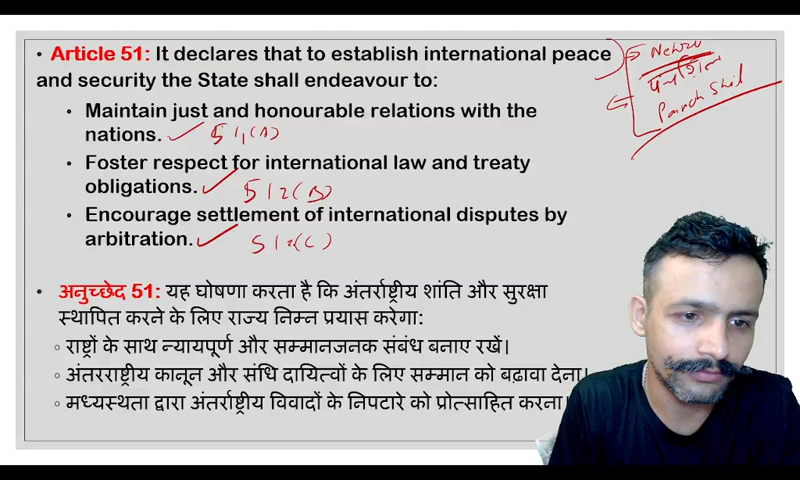 • Article 51: It declares that to establish international peace
and security the State shall endeavour to:
Nehru
पंचशील
Panch Shil
• Maintain just and honourable relations with the
nations. 51,(A)
• Foster respect for international law and treaty
obligations. 512(B)
• Encourage settlement of international disputes by
arbitration. 512(C)
• अनुच्छेद 51: यह घोषणा करता है कि अंतर्राष्ट्रीय शांति और सुरक्षा
स्थापित करने के लिए राज्य निम्न प्रयास करेगा:
○ राष्ट्रों के साथ न्यायपूर्ण और सम्मानजनक संबंध बनाए रखें।
○ अंतरराष्ट्रीय कानून और संधि दायित्वों के लिए सम्मान को बढ़ावा देना।
○ मध्यस्थता द्वारा अंतर्राष्ट्रीय विवादों के निपटारे को प्रोत्साहित करना।